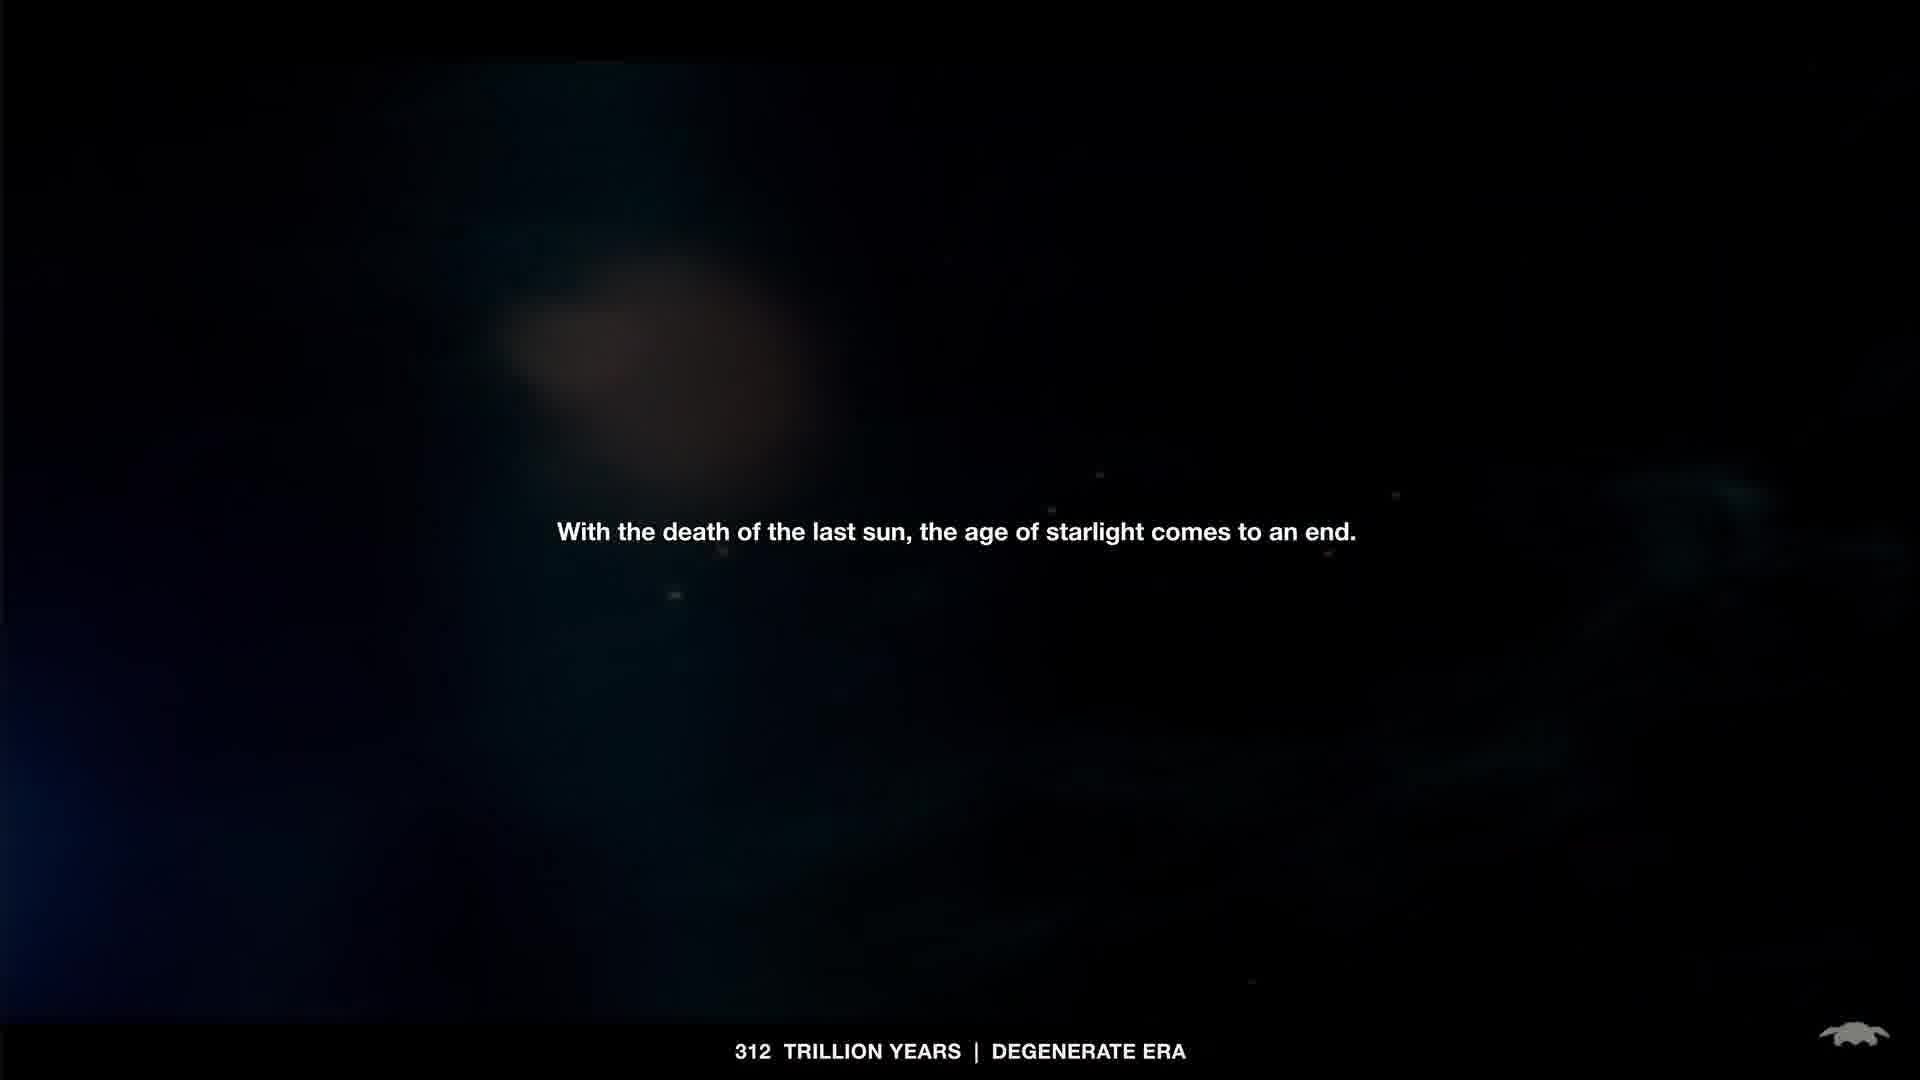 With the death of the last sun, the age of starlight comes to an end.
312 TRILLION YEARS | DEGENERATE ERA